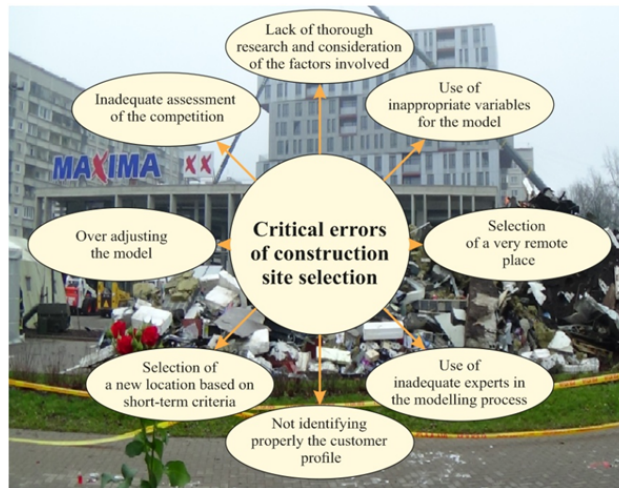 Lack of thorough
research and consideration
of the factors involved
Inadequate assessment
of the competition
Use of
inappropriate variables
for the model
MAXIMA XX
Over adjusting
the model
Critical errors
of construction
site selection
Selection
of a very remote
place
Selection of a
new location based on
short-term criteria
Use of
inadequate experts in
the modelling process
Not identifying
properly the customer
profile